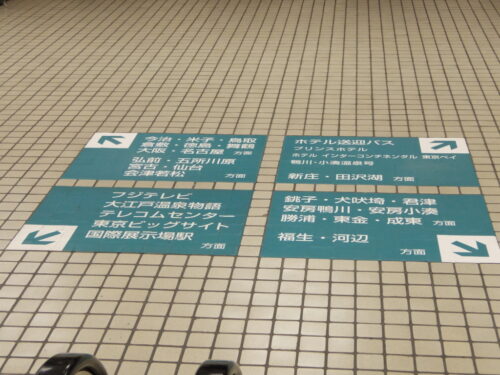 今治・米子・鳥取
倉敷・徳島・舞鶴
大阪・名古屋 方面
弘前・五所川原
宮古・仙台
会津若松 方面
ホテル送迎バス
プリンスホテル
ホテル インターコンチネンタル 東京ベイ
鴨川・小湊温泉号
新庄・田沢湖 方面
フジテレビ
大江戸温泉物語
テレコムセンター
東京ビッグサイト
国際展示場駅 方面
銚子・犬吠埼・君津
安房鴨川・安房小湊
勝浦・東金・成東 方面
福生・河辺 方面